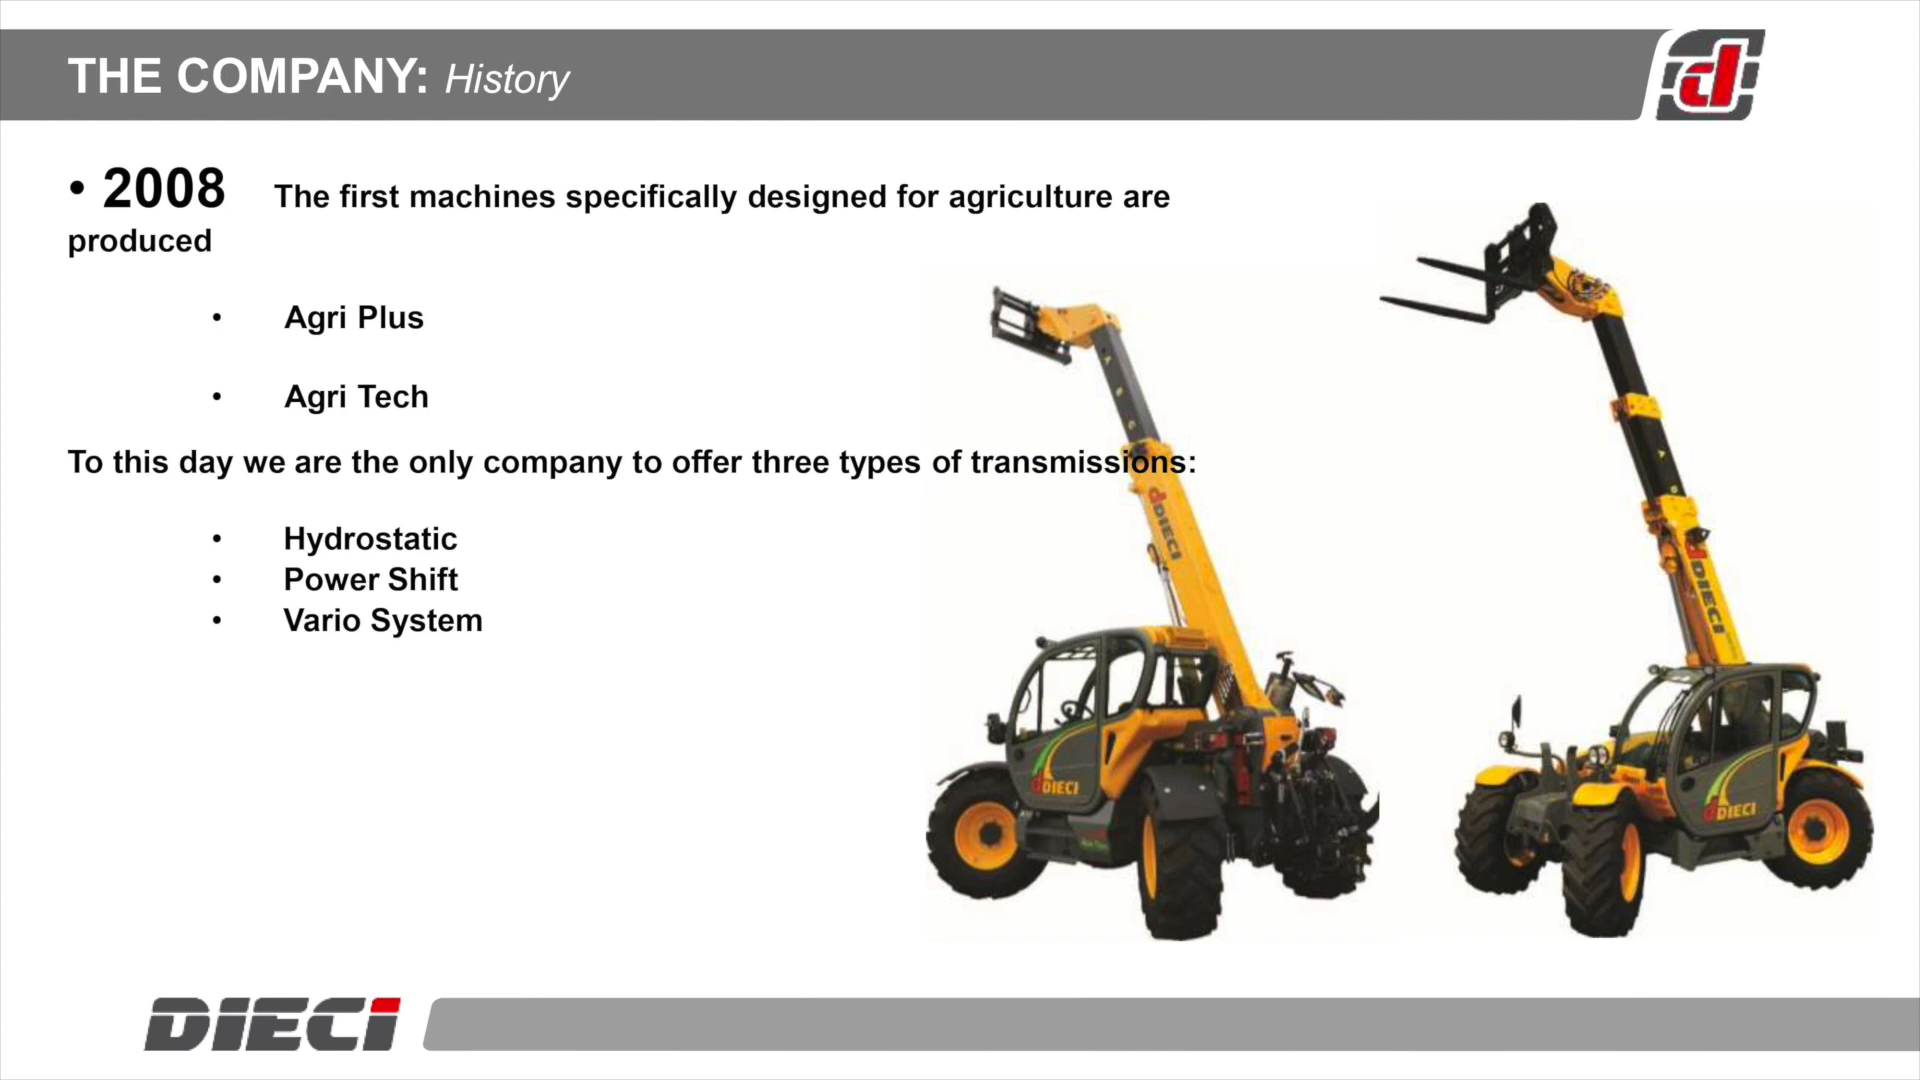 THE COMPANY: History
• 2008 The first machines specifically designed for agriculture are
produced
• Agri Plus
• Agri Tech
To this day we are the only company to offer three types of transmissions:
• Hydrostatic
• Power Shift
• Vario System
DIECI
DIECI
DIECI
DIECI
DIECI